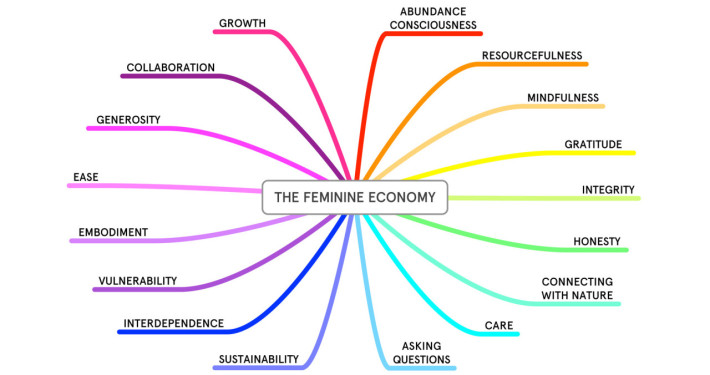 THE FEMININE ECONOMY
ABUNDANCE
CONSCIOUSNESS
RESOURCEFULNESS
MINDFULNESS
GRATITUDE
INTEGRITY
HONESTY
CONNECTING
WITH NATURE
CARE
ASKING
QUESTIONS
SUSTAINABILITY
INTERDEPENDENCE
VULNERABILITY
EMBODIMENT
EASE
GENEROSITY
COLLABORATION
GROWTH